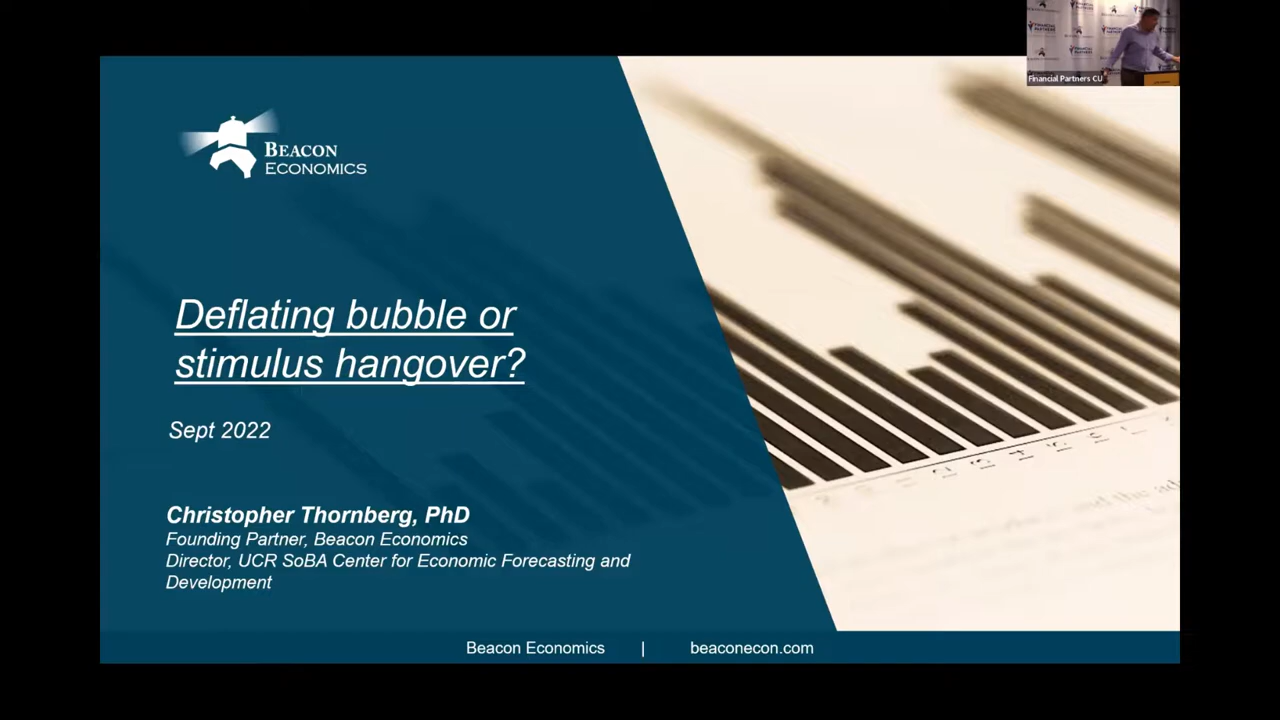 Financial Partners CU
BEACON
ECONOMICS
Deflating bubble or
stimulus hangover?
Sept 2022
Christopher Thornberg, PhD
Founding Partner, Beacon Economics
Director, UCR SoBA Center for Economic Forecasting and
Development
Beacon Economics | beaconecon.com